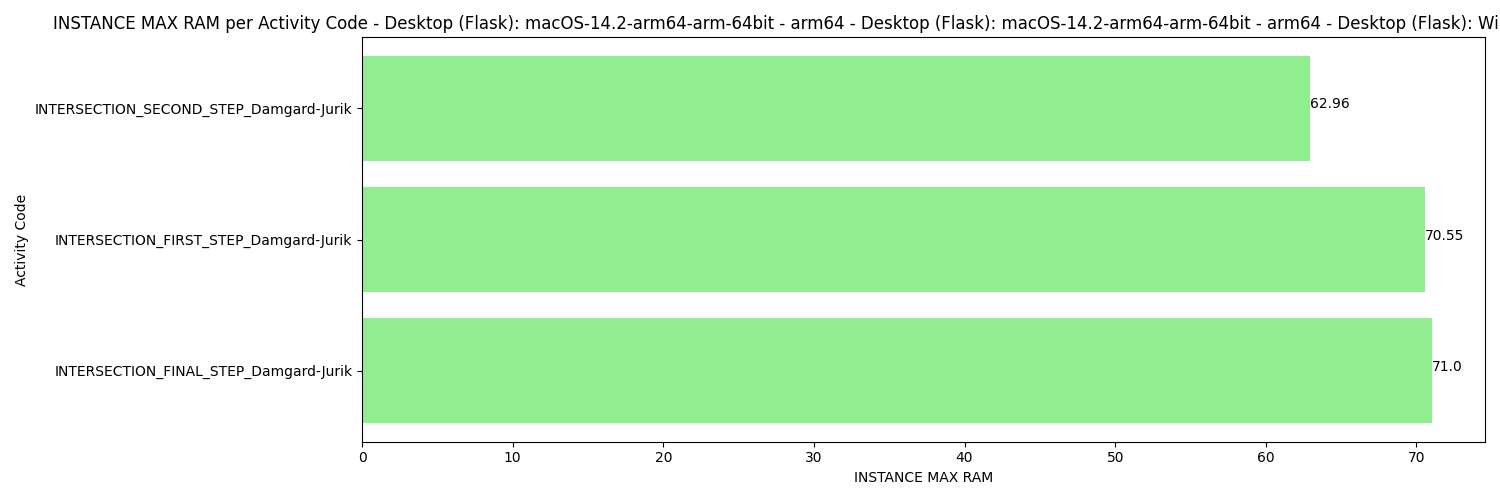 INSTANCE MAX RAM per Activity Code - Desktop (Flask): macOS-14.2-arm64-arm-64bit - arm64 - Desktop (Flask): macOS-14.2-arm64-arm-64bit - arm64 - Desktop (Flask): Wi
INTERSECTION_SECOND_STEP_Damgard-Jurik
62.96
INTERSECTION_FIRST_STEP_Damgard-Jurik
70.55
INTERSECTION_FINAL_STEP_Damgard-Jurik
71.0
Activity Code
0 10 20 30 40 50 60 70
INSTANCE MAX RAM